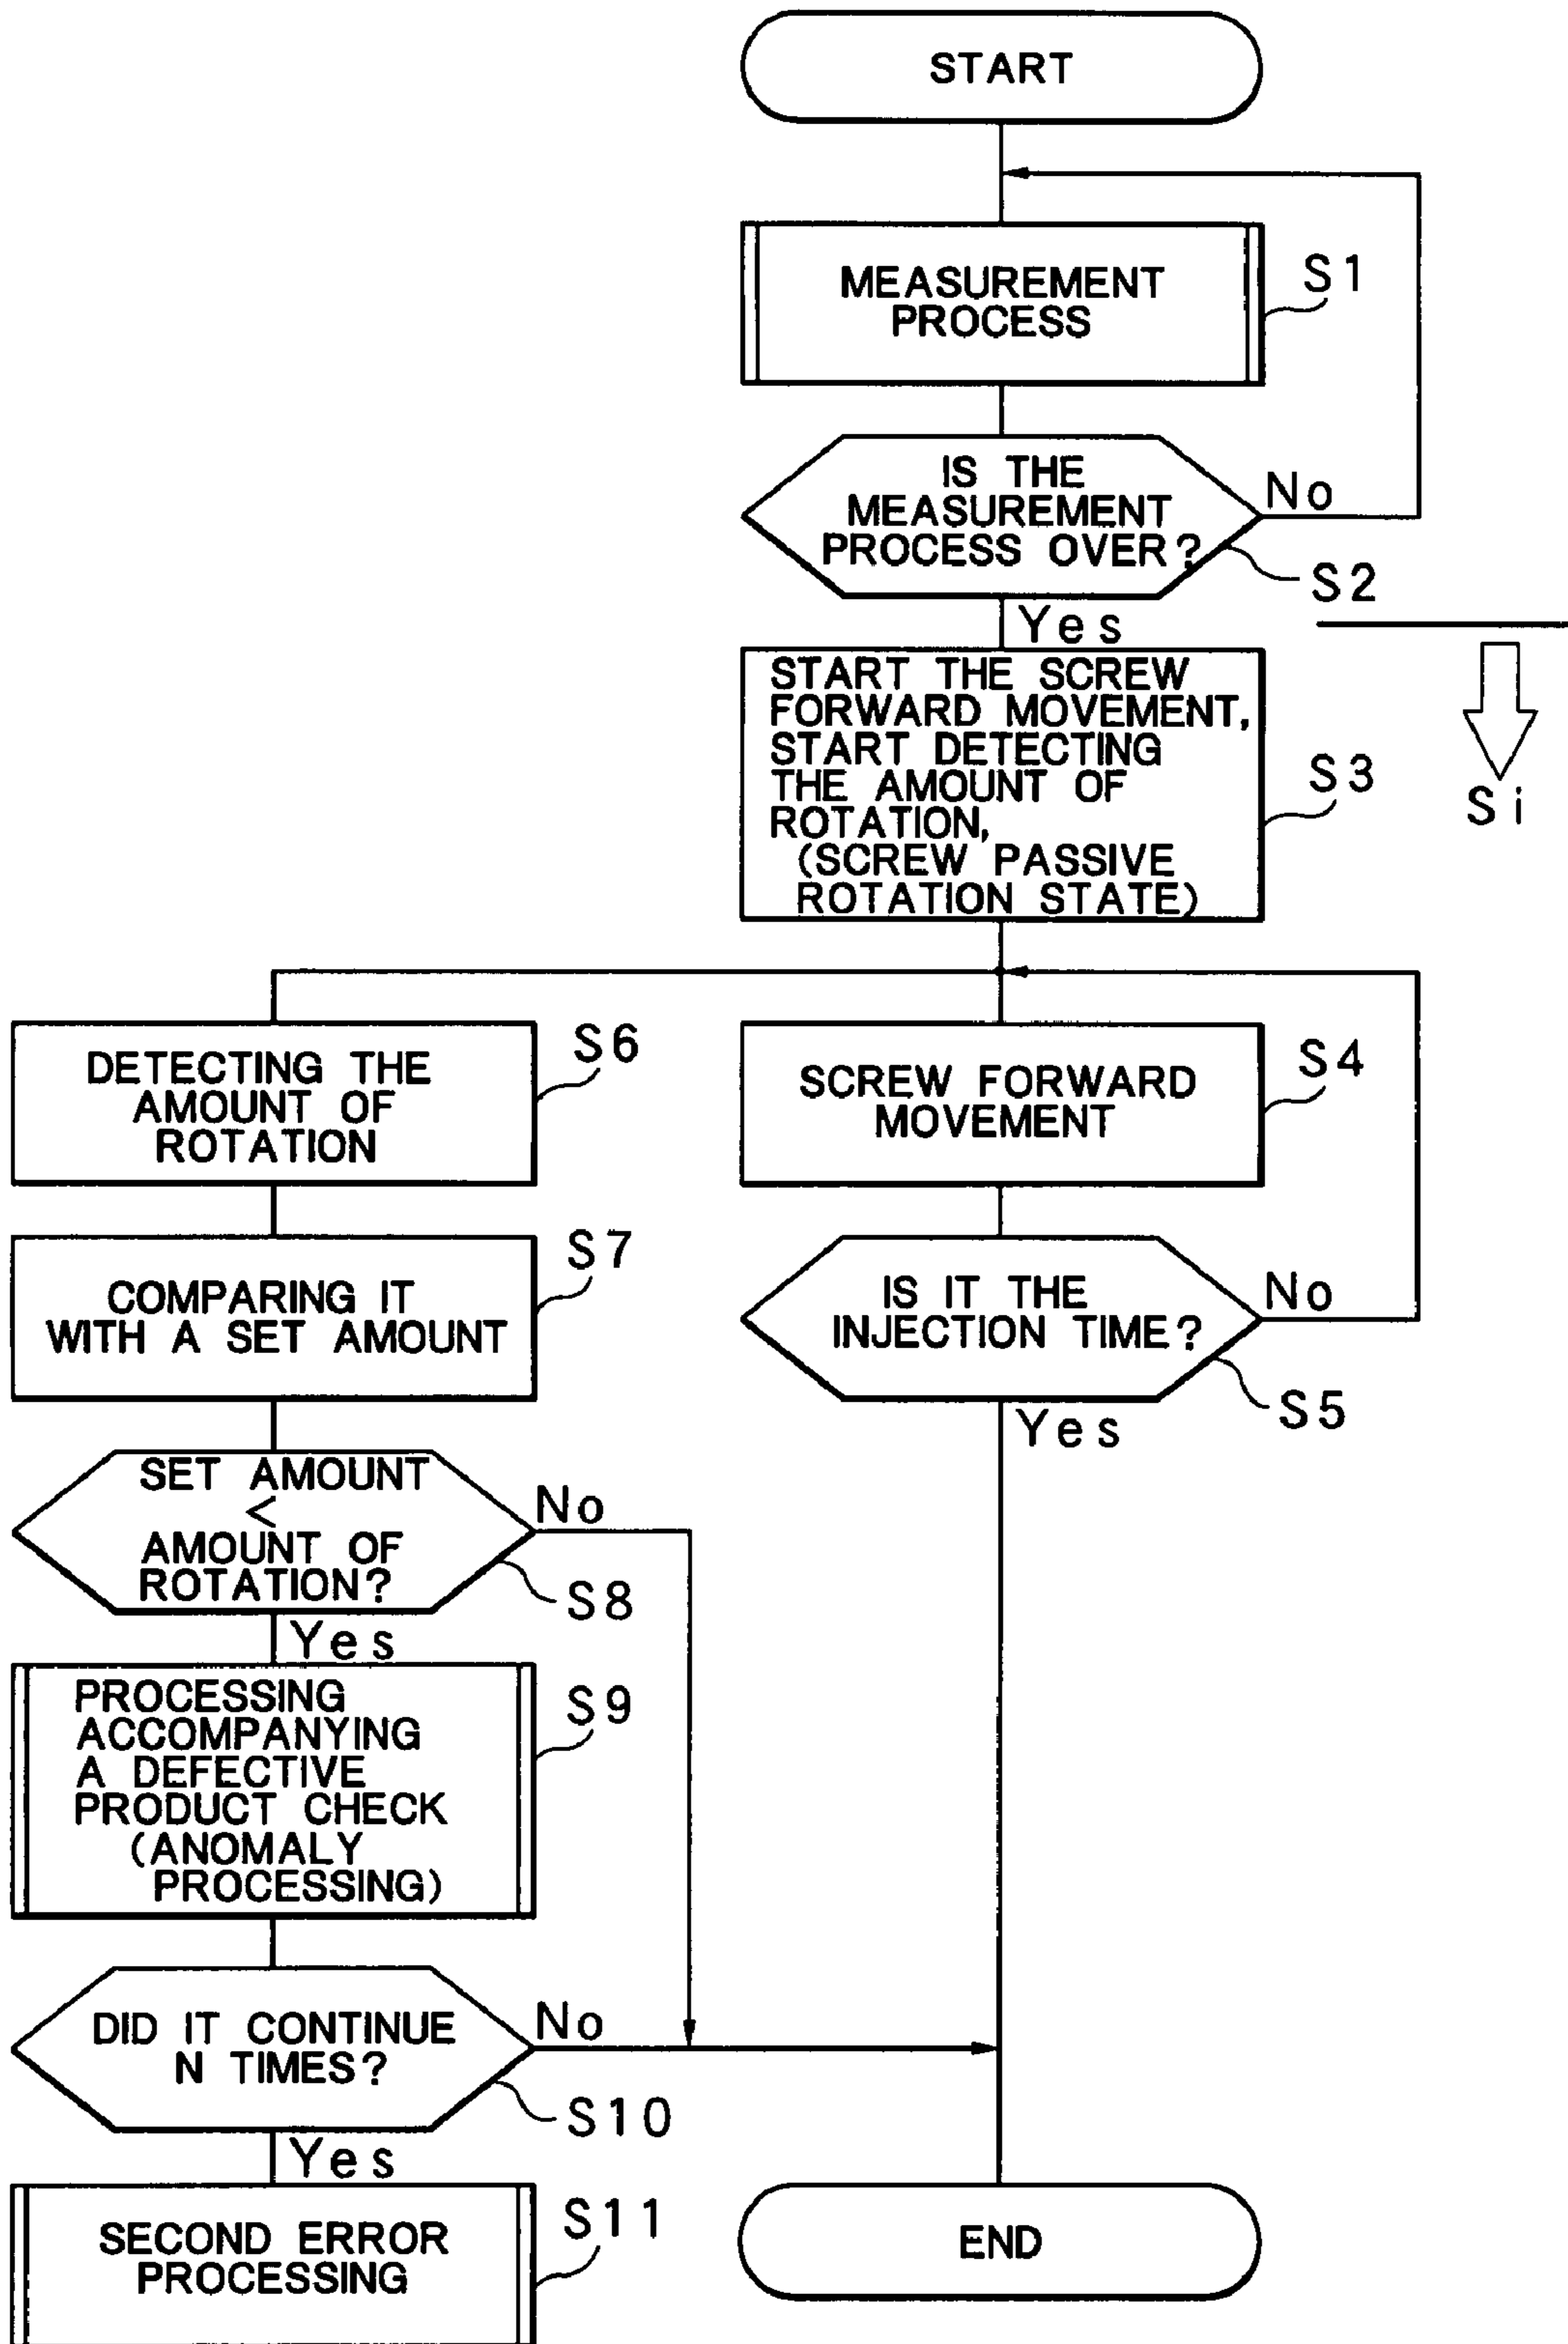 START
MEASUREMENT
PROCESS
S1
IS THE
MEASUREMENT
PROCESS OVER?
No
S2
Yes
START THE SCREW
FORWARD MOVEMENT,
START DETECTING
THE AMOUNT OF
ROTATION,
(SCREW PASSIVE
ROTATION STATE)
S3
Si
DETECTING THE
AMOUNT OF
ROTATION
S6
SCREW FORWARD
MOVEMENT
S4
COMPARING IT
WITH A SET AMOUNT
S7
IS IT THE
INJECTION TIME?
No
S5
Yes
SET AMOUNT
<
AMOUNT OF
ROTATION?
No
S8
Yes
PROCESSING
ACCOMPANYING
A DEFECTIVE
PRODUCT CHECK
(ANOMALY
PROCESSING)
S9
DID IT CONTINUE
N TIMES?
No
S10
Yes
SECOND ERROR
PROCESSING
S11
END